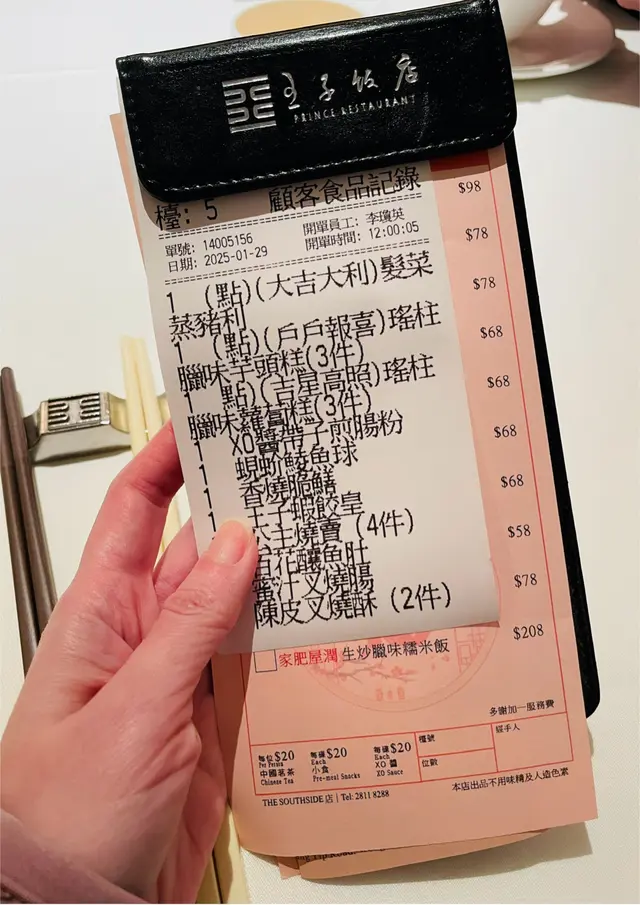 王子飯店
PRINCE RESTAURANT
檯: 5 顧客食品記錄
單號: 14005156 開單員工: 李瓊英
日期: 2025-01-29 開單時間: 12:00:05
1 (點)(大吉大利)髮菜
蒸豬利
1 (點)(戶戶報喜)瑤柱
臘味芋頭糕(3件)
1 (點)(吉星高照)瑤柱
臘味蘿蔔糕(3件)
1 XO醬帶子煎腸粉
1 蜆蚧鯪魚球
1 香燒脆鱔
1 王子蝦餃皇
1 公主燒賣 (4件)
百花釀魚肚
蜜汁叉燒腸
陳皮叉燒酥 (2件)
$98
$78
$78
$68
$68
$68
$68
$58
$78
$208
家肥屋潤 生炒臘味糯米飯
多謝加一服務費
每位 $20
Per Person
中國茗茶
Chinese Tea
每碟 $20
Each
小食
Pre-meal Snacks
每碟 $20
Each
XO 醬
XO Sauce
檯號
位數
經手人
THE SOUTHSIDE 店 | Tel: 2811 8288
本店出品不用味精及人造色素